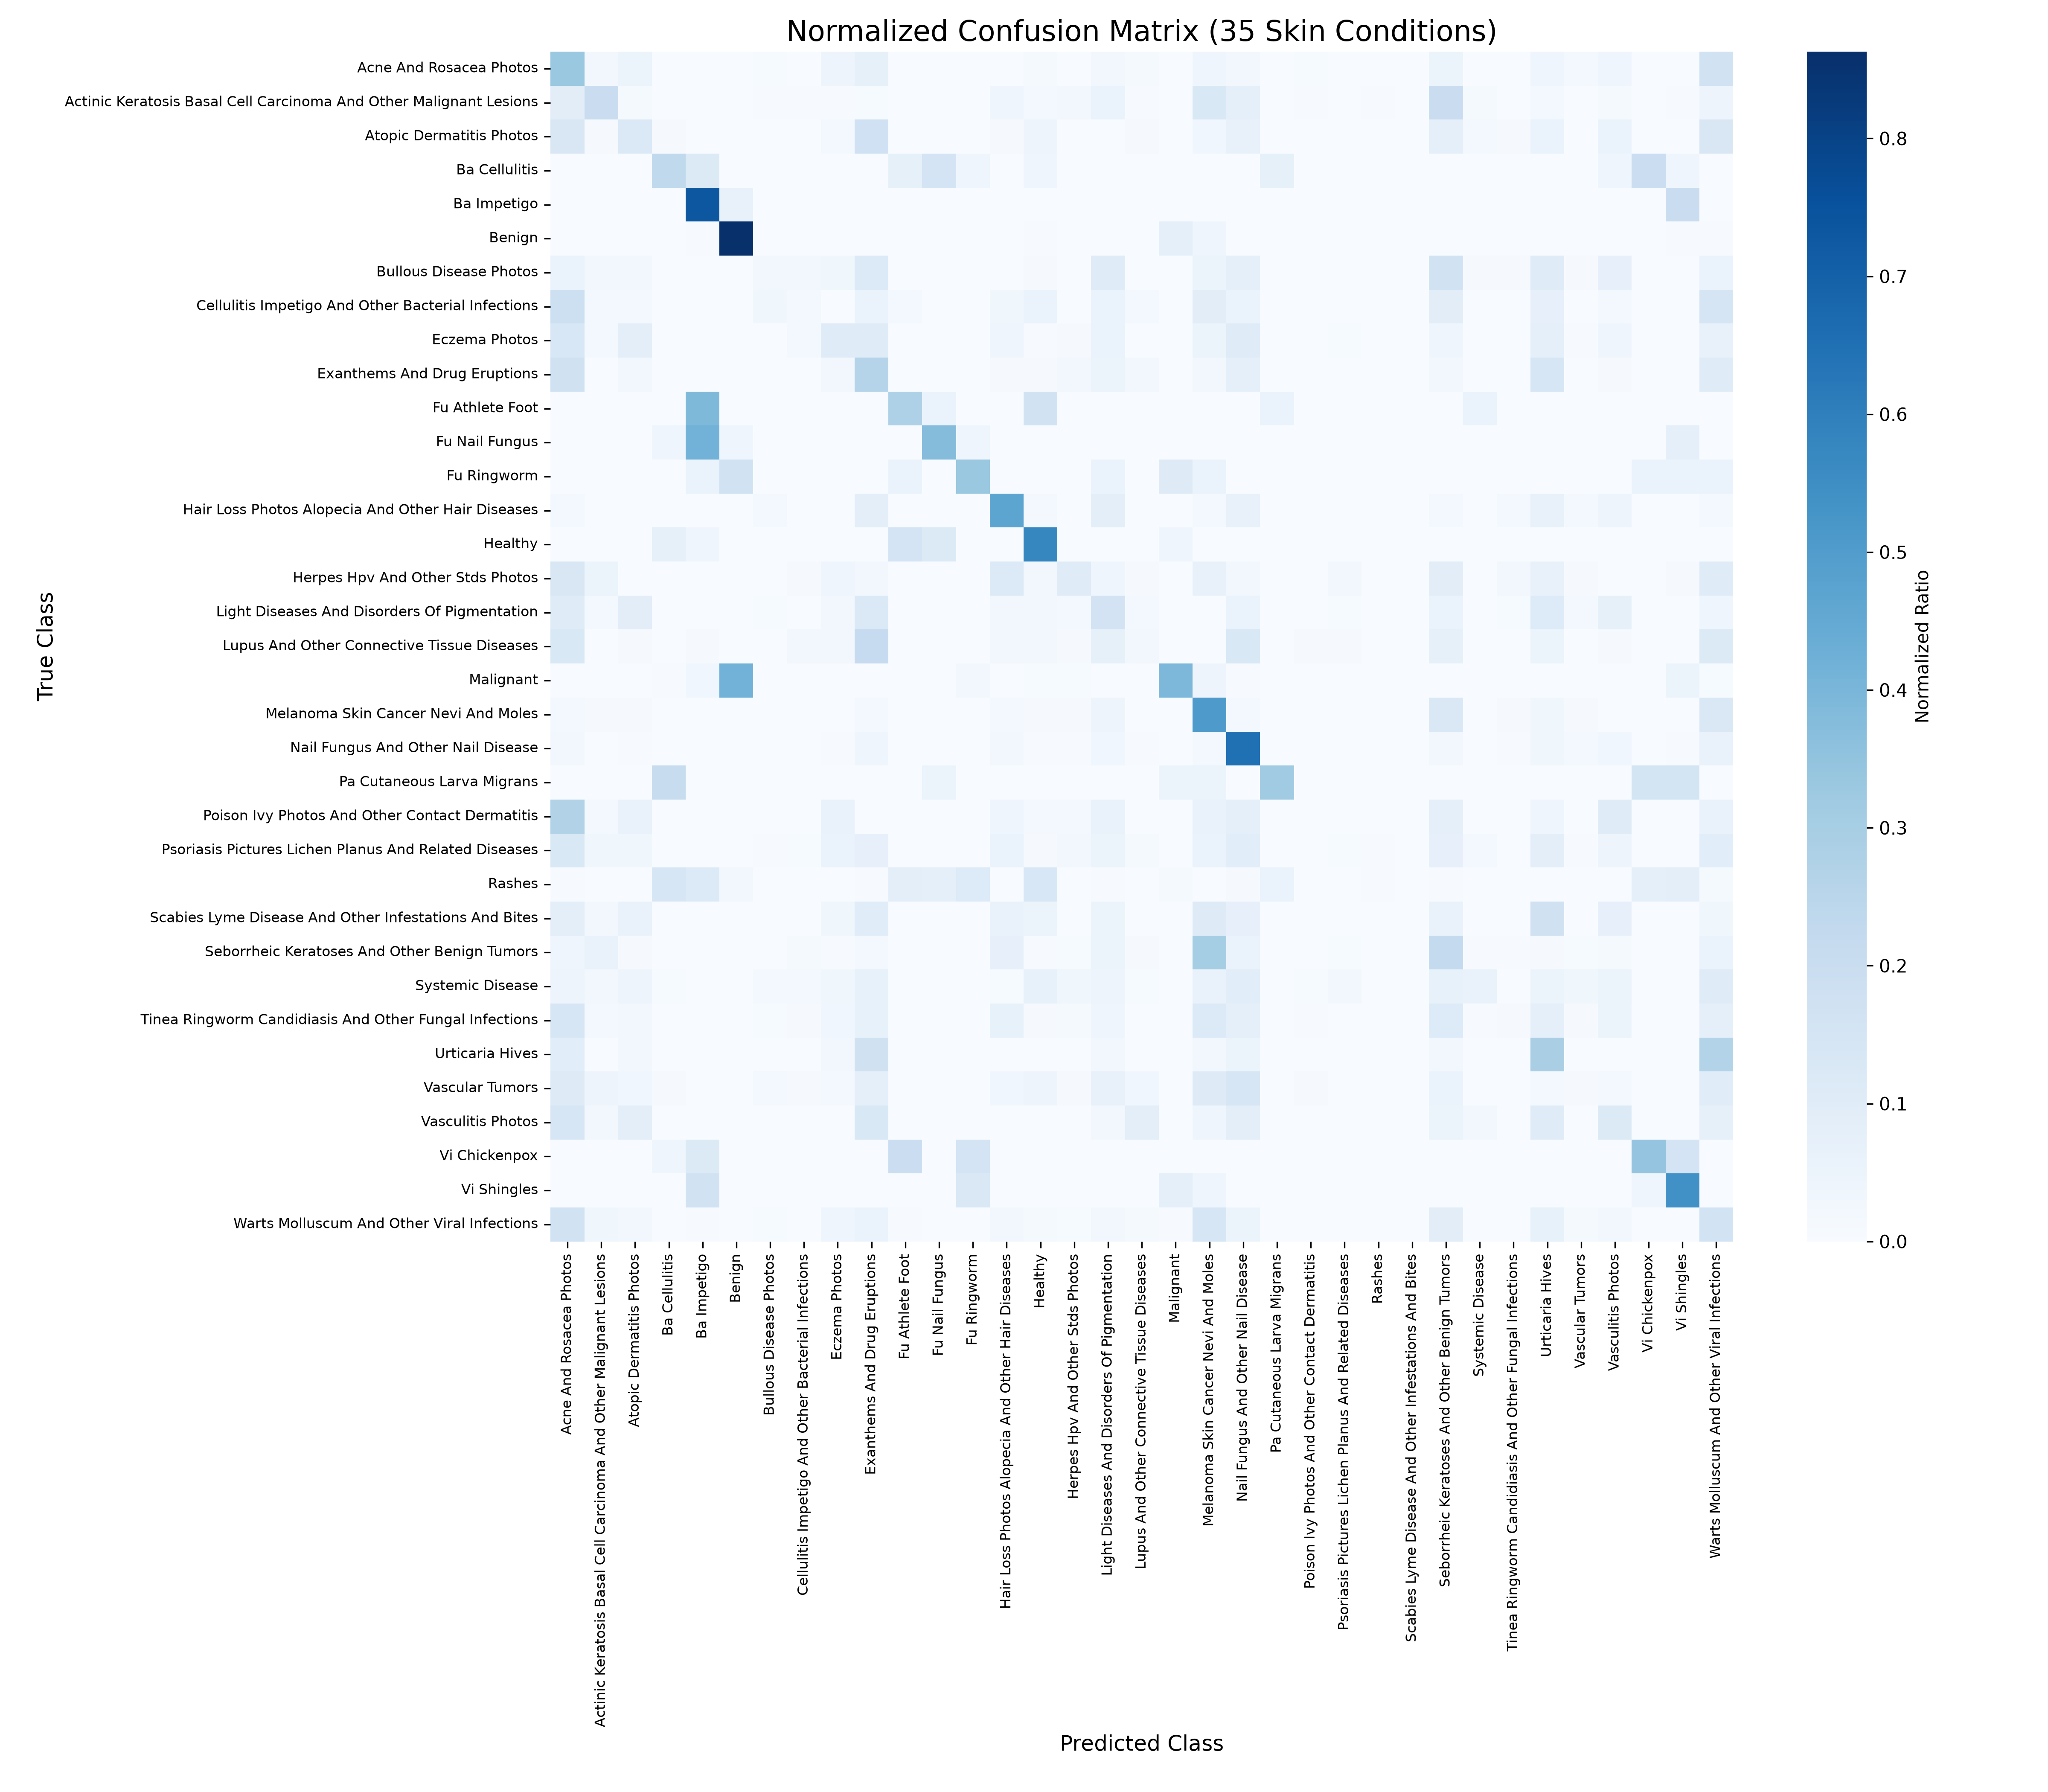 Normalized Confusion Matrix (35 Skin Conditions)
True Class
Acne And Rosacea Photos
Actinic Keratosis Basal Cell Carcinoma And Other Malignant Lesions
Atopic Dermatitis Photos
Ba Cellulitis
Ba Impetigo
Benign
Bullous Disease Photos
Cellulitis Impetigo And Other Bacterial Infections
Eczema Photos
Exanthems And Drug Eruptions
Fu Athlete Foot
Fu Nail Fungus
Fu Ringworm
Hair Loss Photos Alopecia And Other Hair Diseases
Healthy
Herpes Hpv And Other Stds Photos
Light Diseases And Disorders Of Pigmentation
Lupus And Other Connective Tissue Diseases
Malignant
Melanoma Skin Cancer Nevi And Moles
Nail Fungus And Other Nail Disease
Pa Cutaneous Larva Migrans
Poison Ivy Photos And Other Contact Dermatitis
Psoriasis Pictures Lichen Planus And Related Diseases
Rashes
Scabies Lyme Disease And Other Infestations And Bites
Seborrheic Keratoses And Other Benign Tumors
Systemic Disease
Tinea Ringworm Candidiasis And Other Fungal Infections
Urticaria Hives
Vascular Tumors
Vasculitis Photos
Vi Chickenpox
Vi Shingles
Warts Molluscum And Other Viral Infections
Acne And Rosacea Photos
Actinic Keratosis Basal Cell Carcinoma And Other Malignant Lesions
Atopic Dermatitis Photos
Ba Cellulitis
Ba Impetigo
Benign
Bullous Disease Photos
Cellulitis Impetigo And Other Bacterial Infections
Eczema Photos
Exanthems And Drug Eruptions
Fu Athlete Foot
Fu Nail Fungus
Fu Ringworm
Hair Loss Photos Alopecia And Other Hair Diseases
Healthy
Herpes Hpv And Other Stds Photos
Light Diseases And Disorders Of Pigmentation
Lupus And Other Connective Tissue Diseases
Malignant
Melanoma Skin Cancer Nevi And Moles
Nail Fungus And Other Nail Disease
Pa Cutaneous Larva Migrans
Poison Ivy Photos And Other Contact Dermatitis
Psoriasis Pictures Lichen Planus And Related Diseases
Rashes
Scabies Lyme Disease And Other Infestations And Bites
Seborrheic Keratoses And Other Benign Tumors
Systemic Disease
Tinea Ringworm Candidiasis And Other Fungal Infections
Urticaria Hives
Vascular Tumors
Vasculitis Photos
Vi Chickenpox
Vi Shingles
Warts Molluscum And Other Viral Infections
Predicted Class
0.8
0.7
0.6
0.5
0.4
0.3
0.2
0.1
0.0
Normalized Ratio